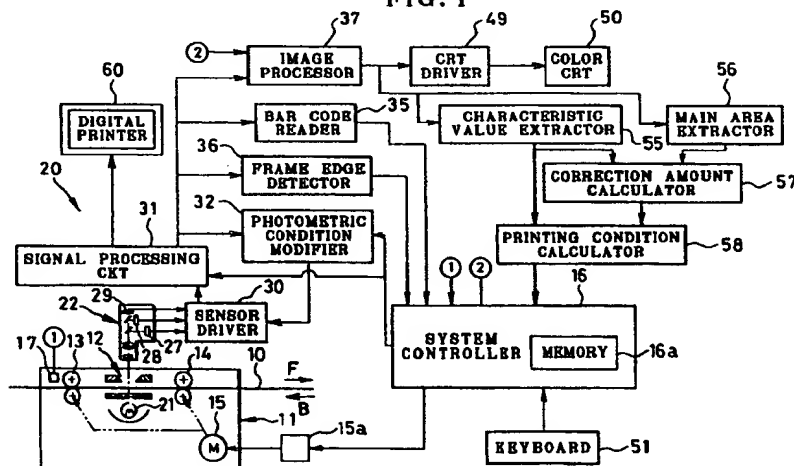 FIG. 1
37
49
50
2
IMAGE
PROCESSOR
CRT
DRIVER
COLOR
CRT
60
35
56
DIGITAL
PRINTER
BAR CODE
READER
CHARACTERISTIC
VALUE EXTRACTOR
55
MAIN AREA
EXTRACTOR
36
20
FRAME EDGE
DETECTOR
CORRECTION AMOUNT
CALCULATOR
57
32
31
PHOTOMETRIC
CONDITION
MODIFIER
PRINTING CONDITION
CALCULATOR
58
SIGNAL PROCESSING
CKT
1
2
16
29
30
22
SENSOR
DRIVER
SYSTEM
CONTROLLER
MEMORY
16a
27
28
1
17
13
12
14
10
F
B
21
15
11
15a
M
KEYBOARD
51